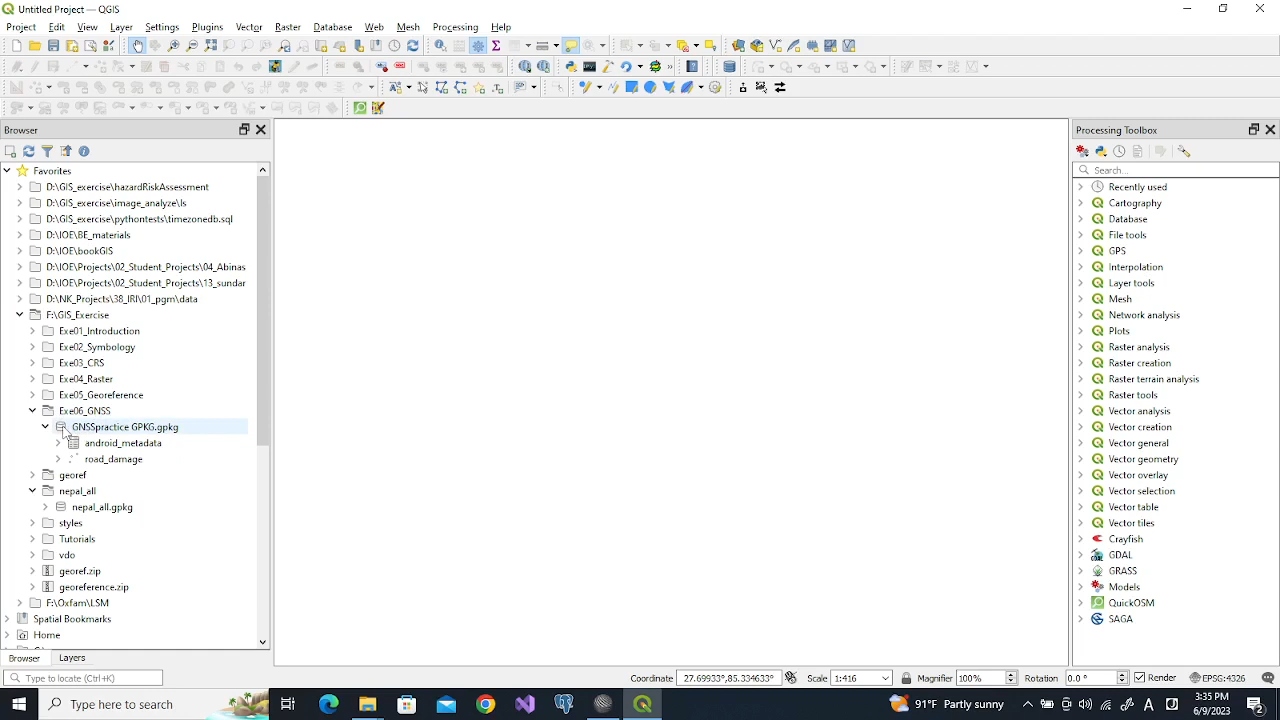 Untitled Project — QGIS
Project Edit View Layer Settings Plugins Vector Raster Database Web Mesh Processing Help
Browser
Favorites
D:\GIS_exercise\hazardRiskAssessment
D:\GIS_exercise\image_analyze\ls
D:\GIS_exercise\pythontests\timezonedb.sql
D:\IOE\BE_materials
D:\IOE\bookGIS
D:\IOE\Projects\02_Student_Projects\04_Abinas
D:\IOE\Projects\02_Student_Projects\13_sundar
D:\NK_Projects\38_IRI\01_pgm\data
F:\GIS_Exercise
Exe01_Introduction
Exe02_Symbology
Exe03_CRS
Exe04_Raster
Exe05_Georeference
Exe06_GNSS
GNSSpractice GPKG.gpkg
android_metadata
road_damage
georef
nepal_all
nepal_all.gpkg
styles
Tutorials
vdo
georef.zip
georeference.zip
F:\Oxfam\LSM
Spatial Bookmarks
Home
Browser Layers
Processing Toolbox
Search...
Recently used
Cartography
Database
File tools
GPS
Interpolation
Layer tools
Mesh
Network analysis
Plots
Raster analysis
Raster creation
Raster terrain analysis
Raster tools
Vector analysis
Vector creation
Vector general
Vector geometry
Vector overlay
Vector selection
Vector table
Vector tiles
Crayfish
GDAL
GRASS
Models
QuickOSM
SAGA
Type to locate (Ctrl+K)
Coordinate 27.69933°,85.334633° Scale 1:416 Magnifier 100% Rotation 0.0 ° Render EPSG:4326
Type here to search
91°F Partly sunny
3:35 PM
6/9/2023